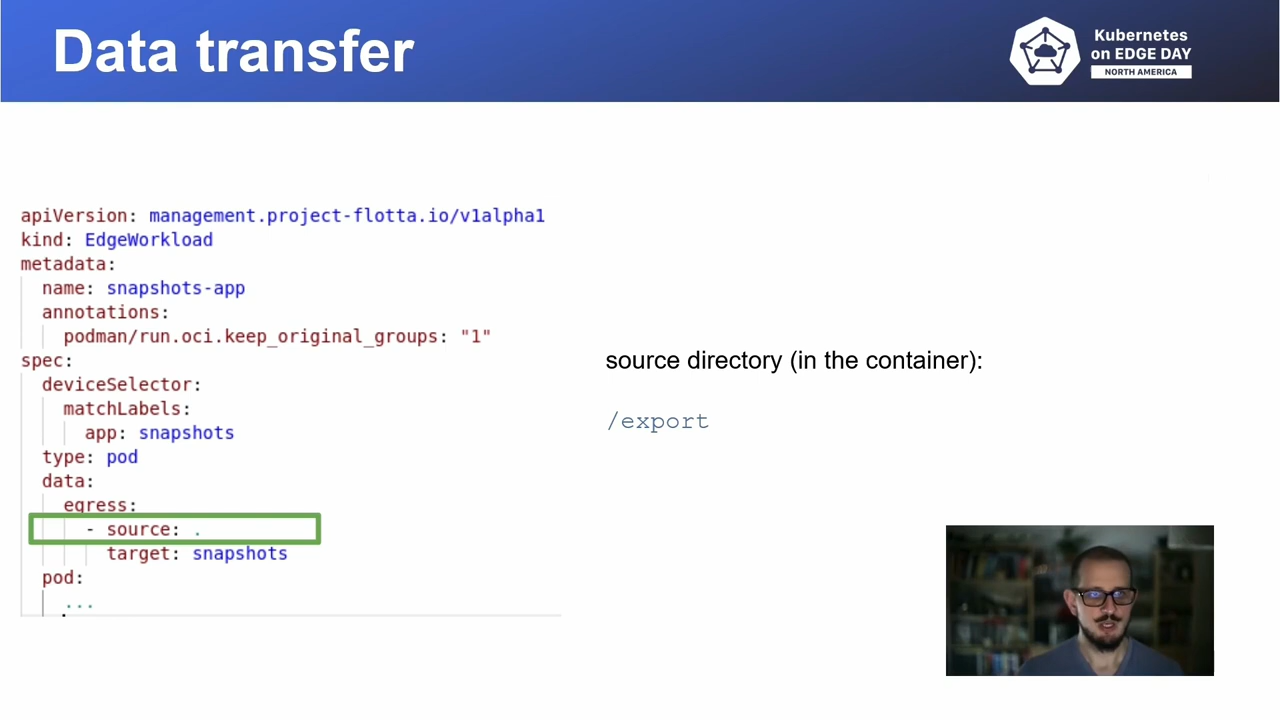 Data transfer
Kubernetes
on EDGE DAY
NORTH AMERICA
apiVersion: management.project-flotta.io/v1alpha1
kind: EdgeWorkload
metadata:
name: snapshots-app
annotations:
podman/run.oci.keep_original_groups: "1"
spec:
deviceSelector:
matchLabels:
app: snapshots
type: pod
data:
egress:
- source: .
target: snapshots
pod:
...
source directory (in the container):
/export